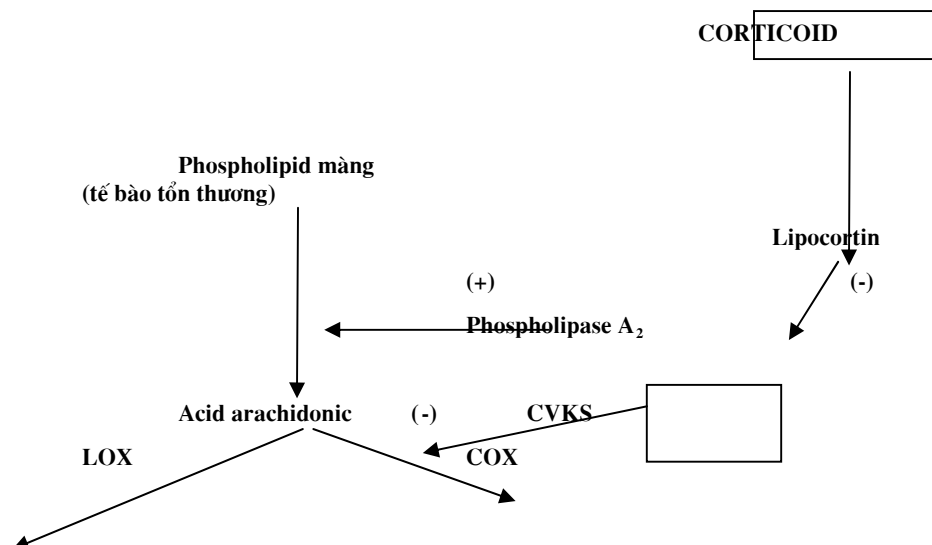 CORTICOID
Phospholipid màng
(tế bào tổn thương)
Lipocortin
(+) (-)
Phospholipase A₂
Acid arachidonic (-) CVKS
LOX COX